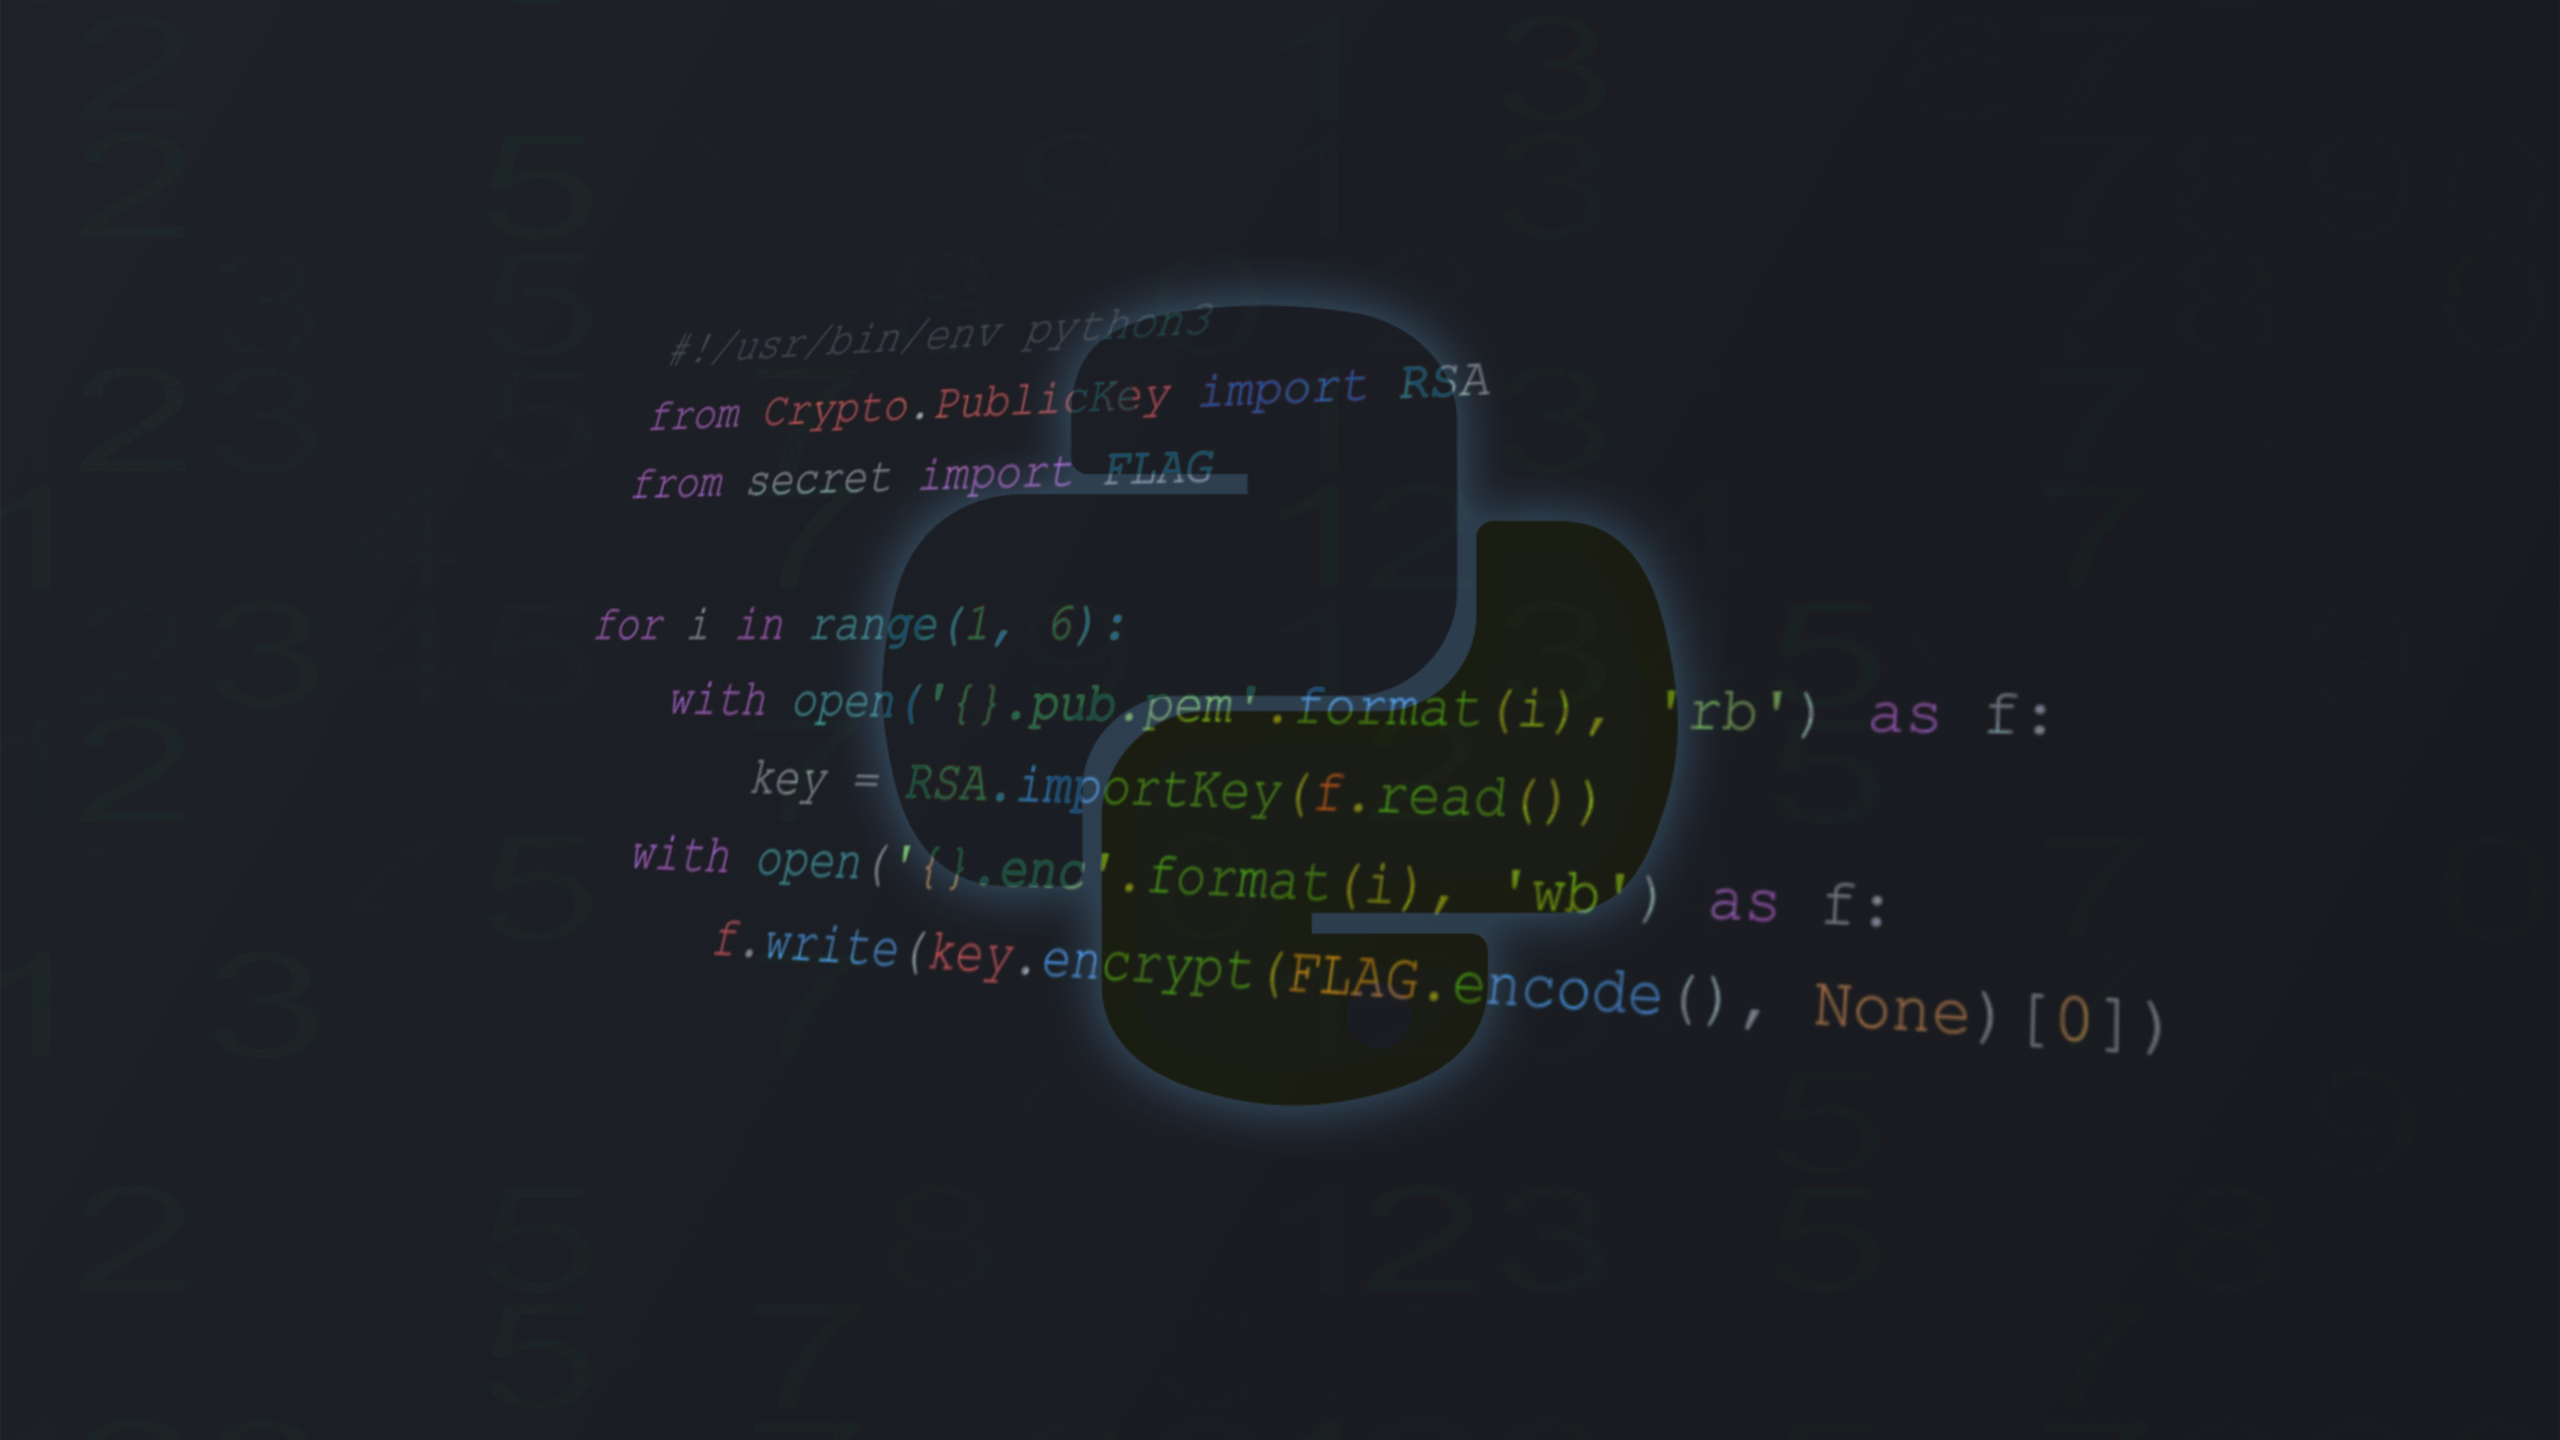 #!/usr/bin/env python3
from Crypto.PublicKey import RSA
from secret import FLAG
for i in range(1, 6):
with open('{}.pub.pem'.format(i), 'rb') as f:
key = RSA.importKey(f.read())
with open('{}.enc'.format(i), 'wb') as f:
f.write(key.encrypt(FLAG.encode(), None)[0])